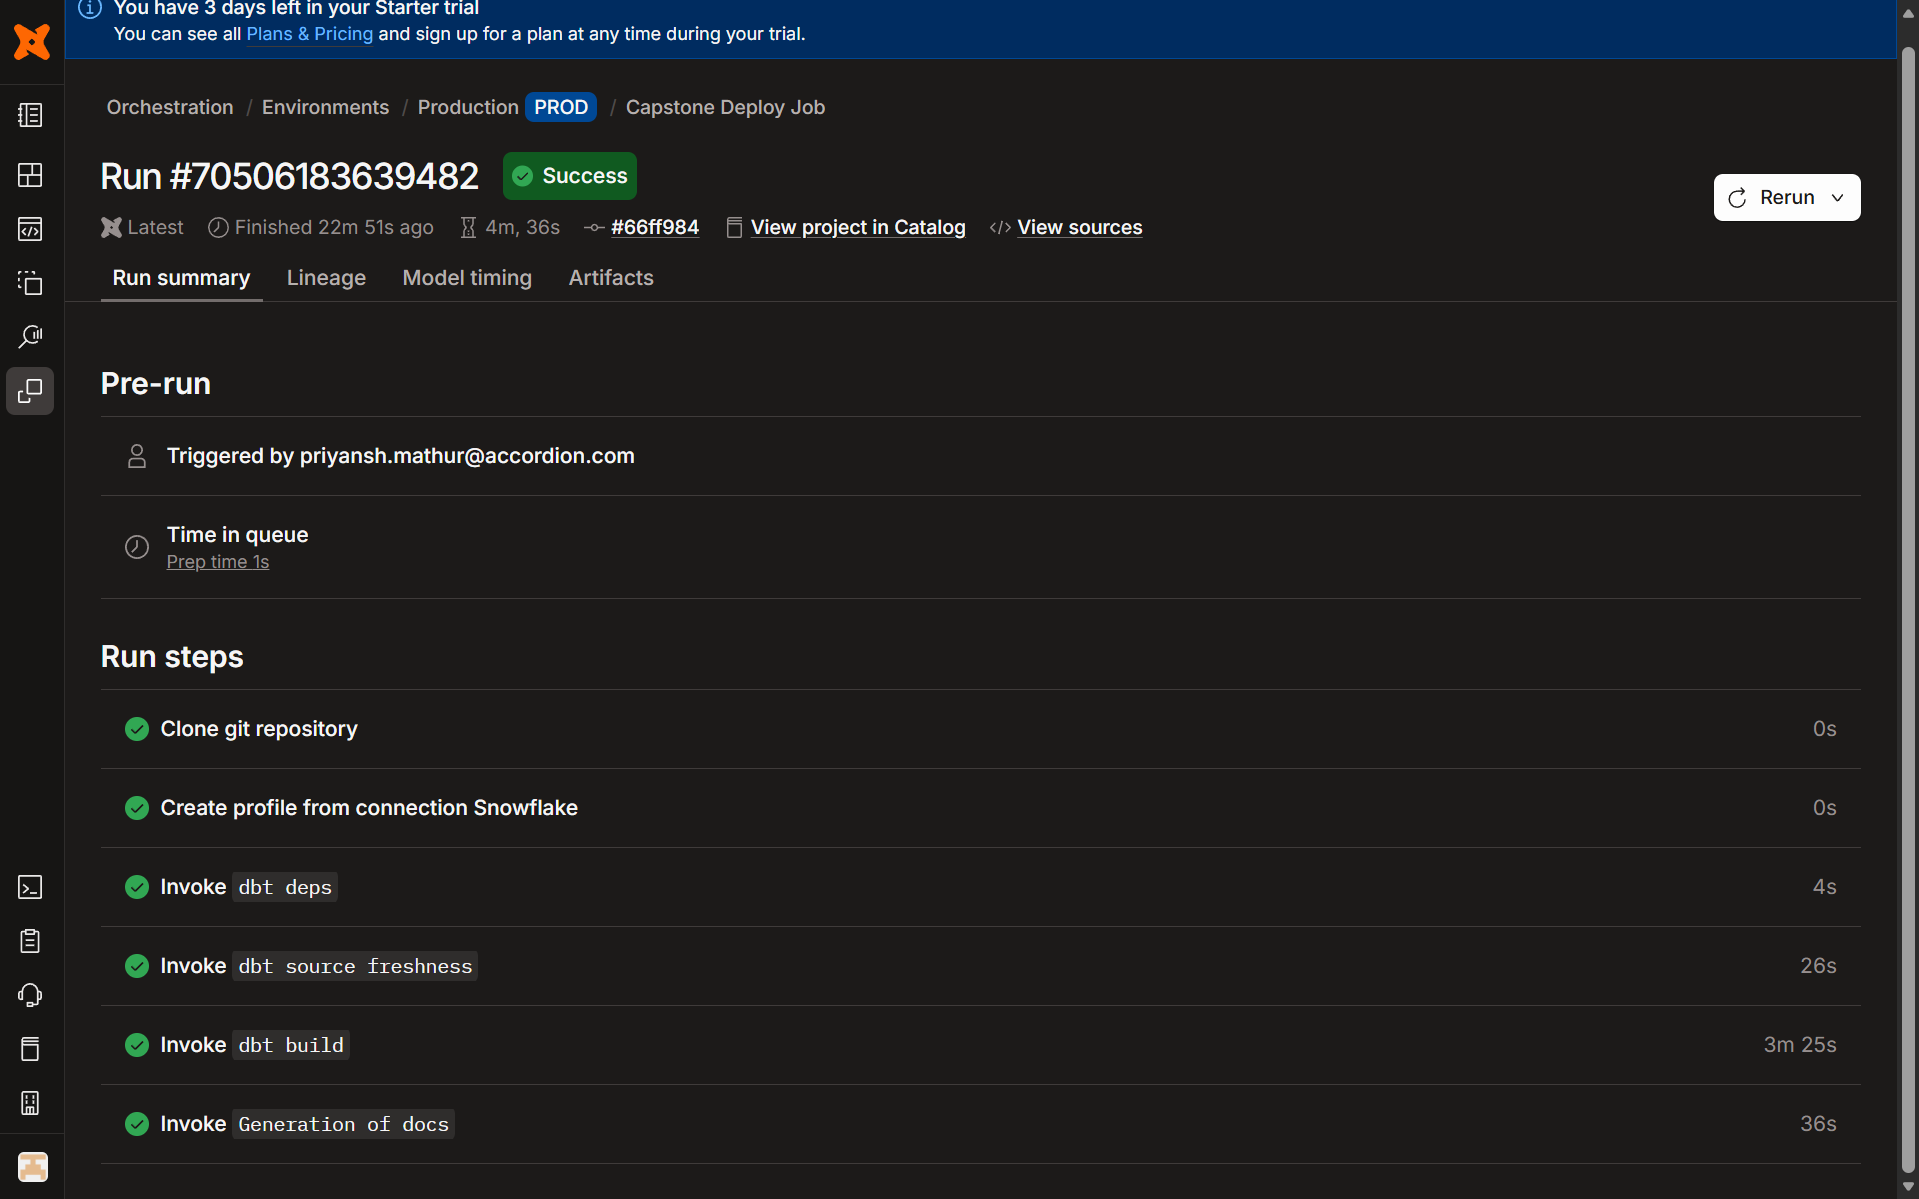 You have 3 days left in your Starter trial
You can see all Plans & Pricing and sign up for a plan at any time during your trial.
Orchestration / Environments / Production PROD / Capstone Deploy Job
Run #70506183639482 Success
Rerun
Latest Finished 22m 51s ago 4m, 36s #66ff984 View project in Catalog View sources
Run summary Lineage Model timing Artifacts
Pre-run
Triggered by priyansh.mathur@accordion.com
Time in queue
Prep time 1s
Run steps
Clone git repository 0s
Create profile from connection Snowflake 0s
Invoke dbt deps 4s
Invoke dbt source freshness 26s
Invoke dbt build 3m 25s
Invoke Generation of docs 36s